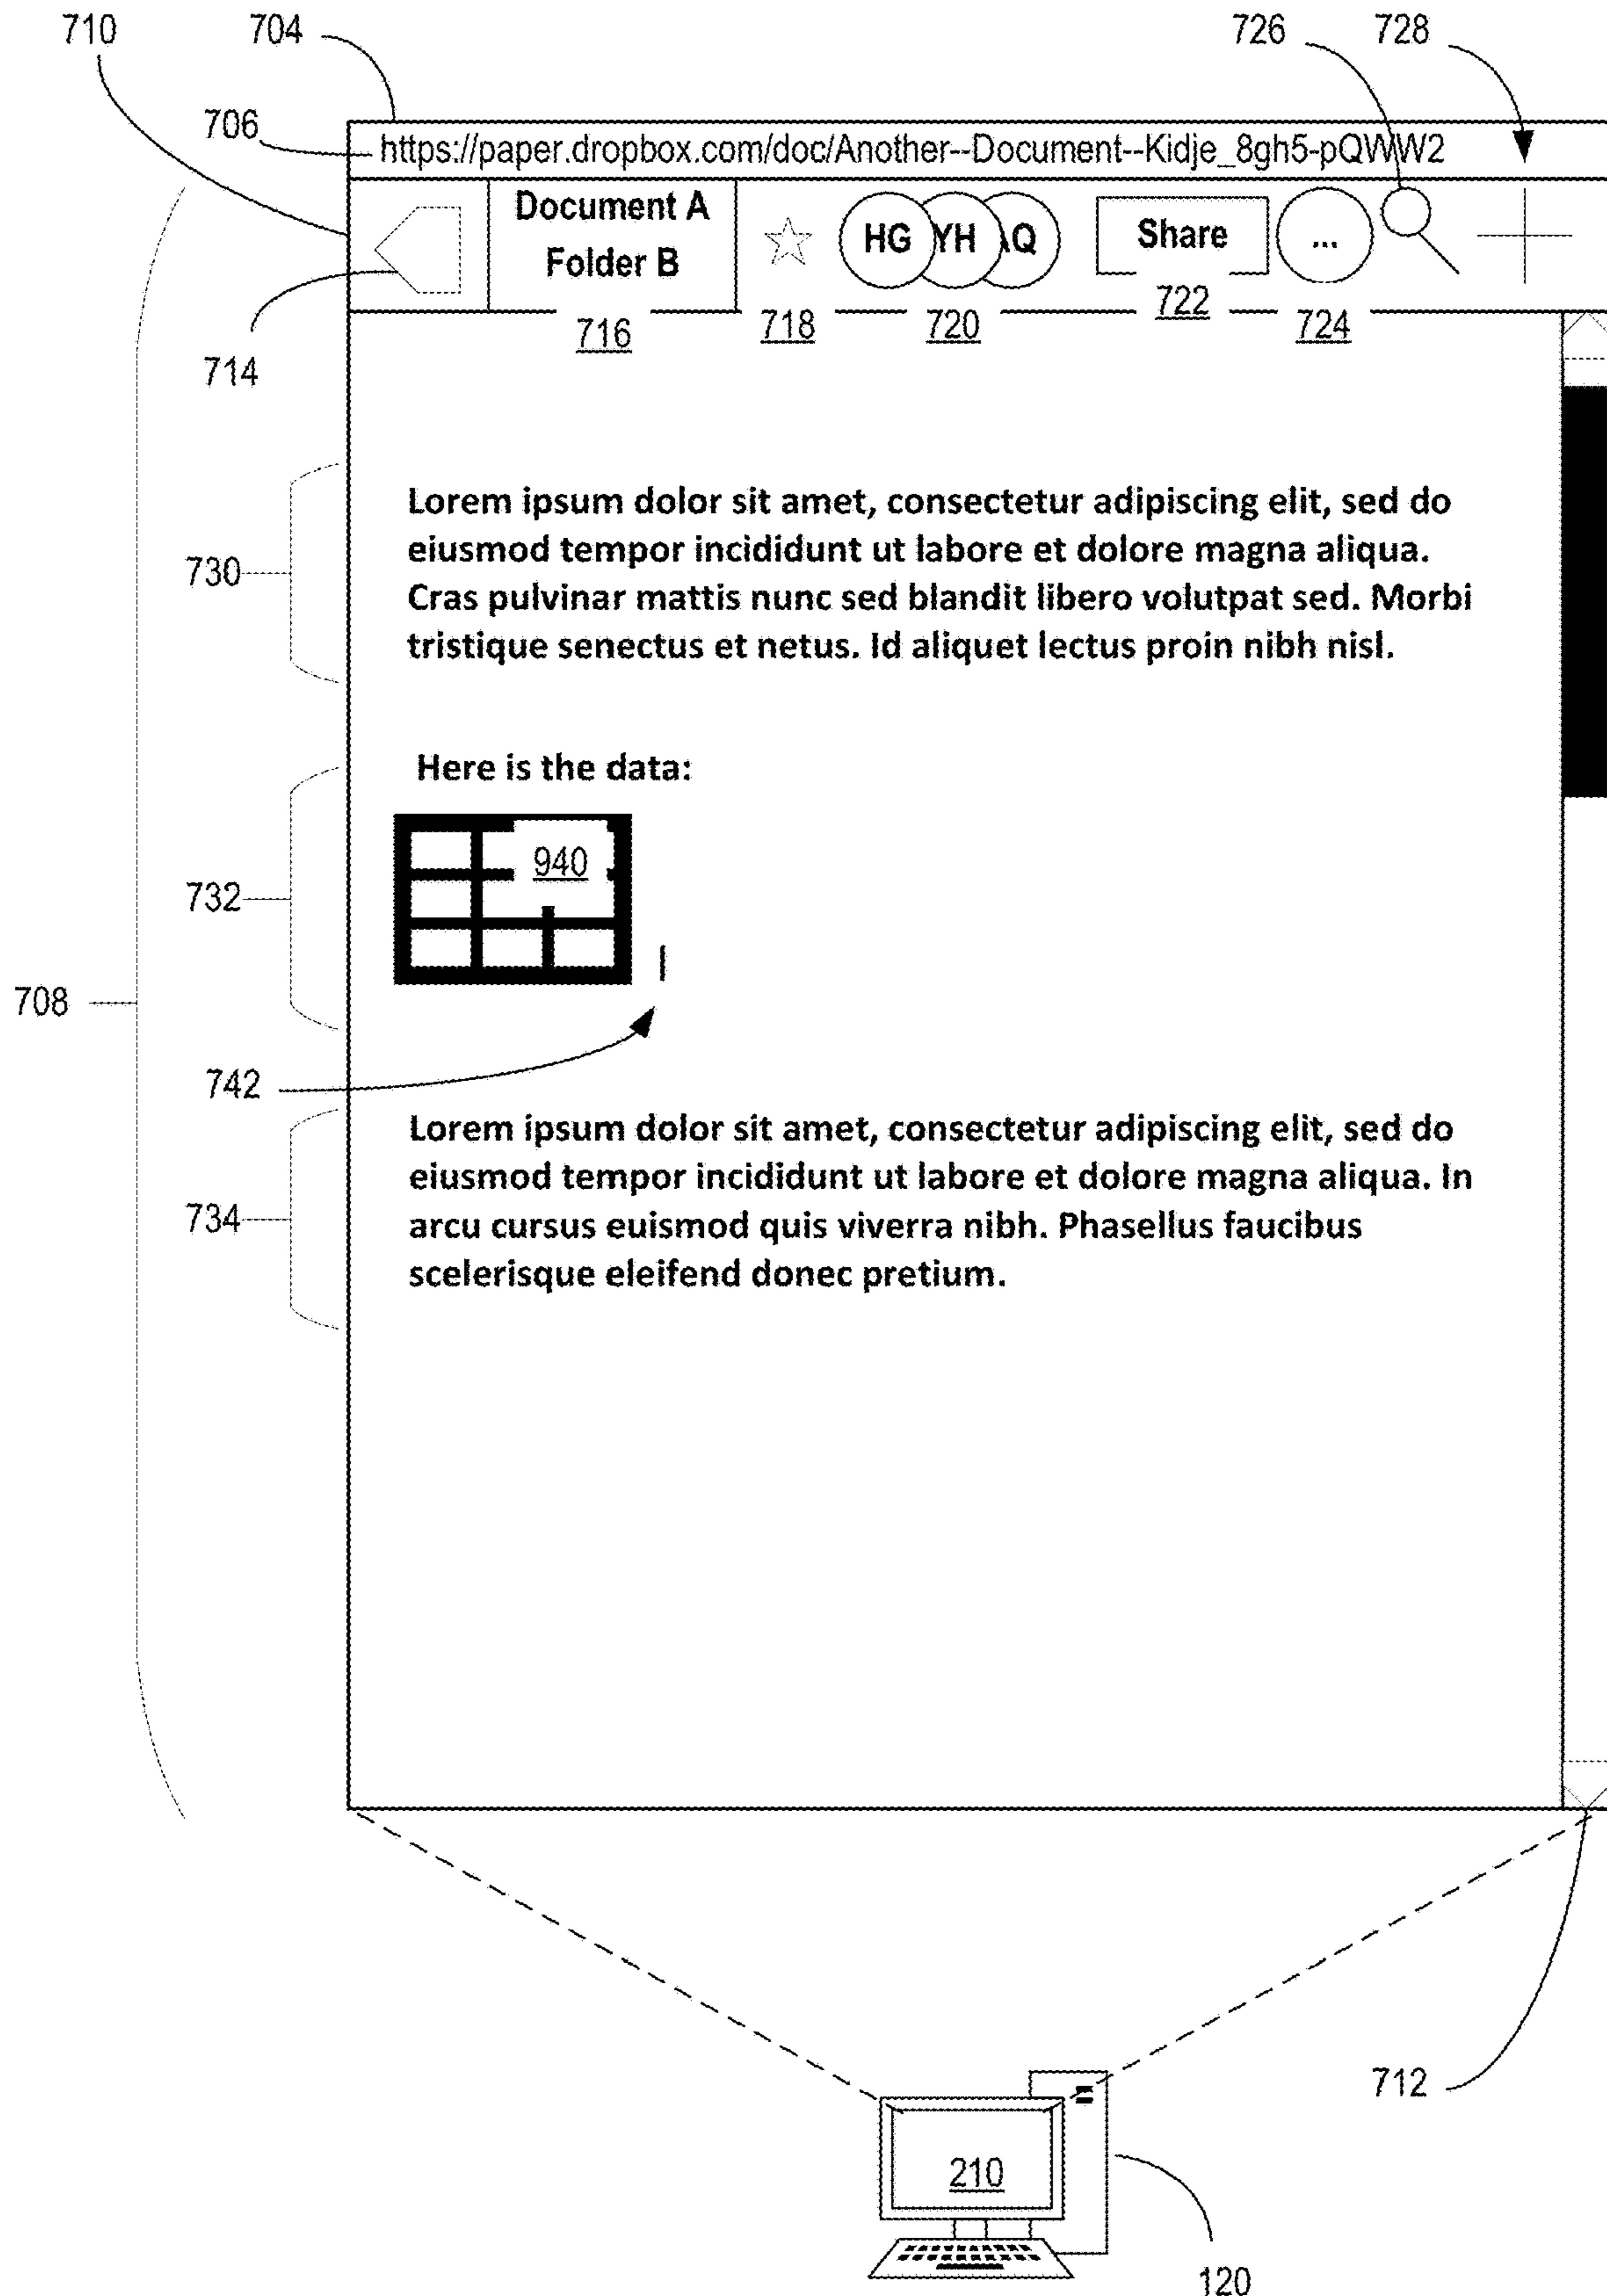 710
704
726
728
706
https://paper.dropbox.com/doc/Another--Document--Kidje_8gh5-pQWW2
Document A
Folder B
HG YH AQ
Share
...
716
718
720
722
724
714
Lorem ipsum dolor sit amet, consectetur adipiscing elit, sed do
eiusmod tempor incididunt ut labore et dolore magna aliqua.
Cras pulvinar mattis nunc sed blandit libero volutpat sed. Morbi
tristique senectus et netus. Id aliquet lectus proin nibh nisl.
730
Here is the data:
940
732
708
742
Lorem ipsum dolor sit amet, consectetur adipiscing elit, sed do
eiusmod tempor incididunt ut labore et dolore magna aliqua. In
arcu cursus euismod quis viverra nibh. Phasellus faucibus
scelerisque eleifend donec pretium.
734
712
210
120